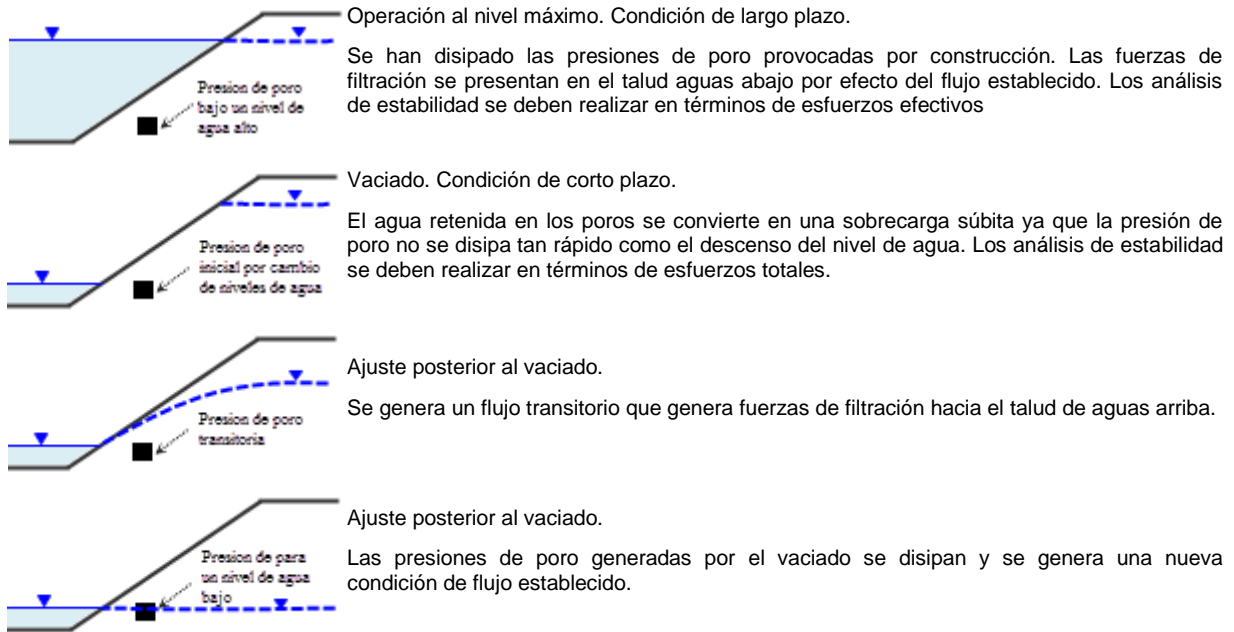 Operación al nivel máximo. Condición de largo plazo.
Se han disipado las presiones de poro provocadas por construcción. Las fuerzas de
filtración se presentan en el talud aguas abajo por efecto del flujo establecido. Los análisis
de estabilidad se deben realizar en términos de esfuerzos efectivos
Presion de poro
bajo un nivel de
agua alto
Vaciado. Condición de corto plazo.
El agua retenida en los poros se convierte en una sobrecarga súbita ya que la presión de
poro no se disipa tan rápido como el descenso del nivel de agua. Los análisis de estabilidad
se deben realizar en términos de esfuerzos totales.
Presion de poro
inicial por cambio
de niveles de agua
Ajuste posterior al vaciado.
Se genera un flujo transitorio que genera fuerzas de filtración hacia el talud de aguas arriba.
Presion de poro
transitoria
Ajuste posterior al vaciado.
Las presiones de poro generadas por el vaciado se disipan y se genera una nueva
condición de flujo establecido.
Presion de para
un nivel de agua
bajo